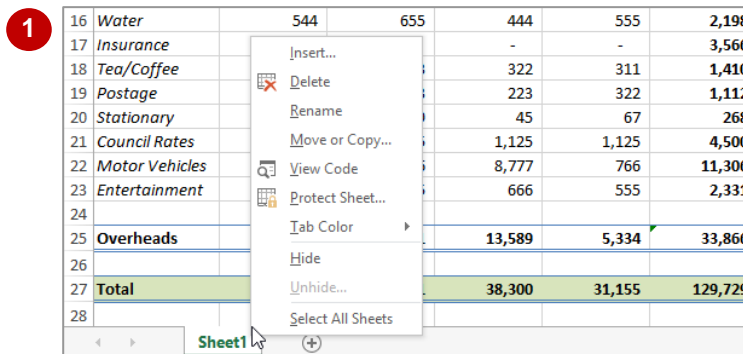 1
16 Water 544 655 444 555 2,198
17 Insurance - - 3,560
Insert...
18 Tea/Coffee 322 311 1,410
Delete
19 Postage 223 322 1,112
Rename
20 Stationary 45 67 268
Move or Copy...
21 Council Rates 1,125 1,125 4,500
View Code
22 Motor Vehicles 8,777 766 11,300
23 Entertainment 666 555 2,331
Protect Sheet...
24
Tab Color
25 Overheads 13,589 5,334 33,860
Hide
26
27 Total 38,300 31,155 129,729
Unhide...
28
Select All Sheets
Sheet1